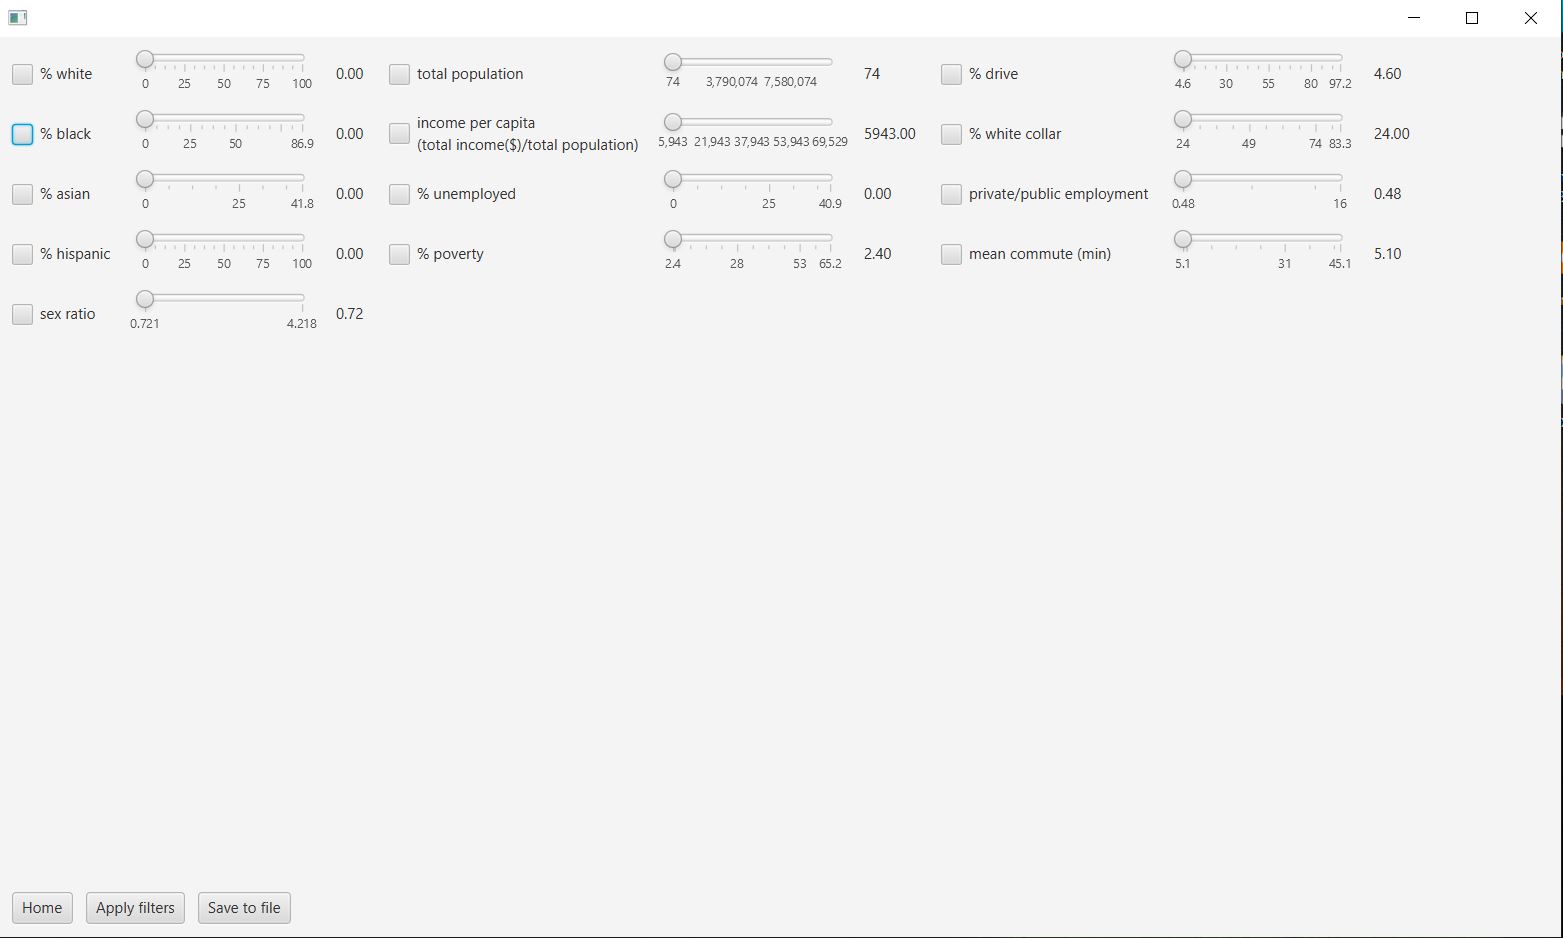 % white 0 25 50 75 100 0.00 total population 74 3,790,074 7,580,074 74 % drive 4.6 30 55 80 97.2 4.60
% black 0 25 50 86.9 0.00 income per capita
(total income($)/total population) 5,943 21,943 37,943 53,943 69,529 5943.00 % white collar 24 49 74 83.3 24.00
% asian 0 25 41.8 0.00 % unemployed 0 25 40.9 0.00 private/public employment 0.48 16 0.48
% hispanic 0 25 50 75 100 0.00 % poverty 2.4 28 53 65.2 2.40 mean commute (min) 5.1 31 45.1 5.10
sex ratio 0.721 4.218 0.72
Home Apply filters Save to file